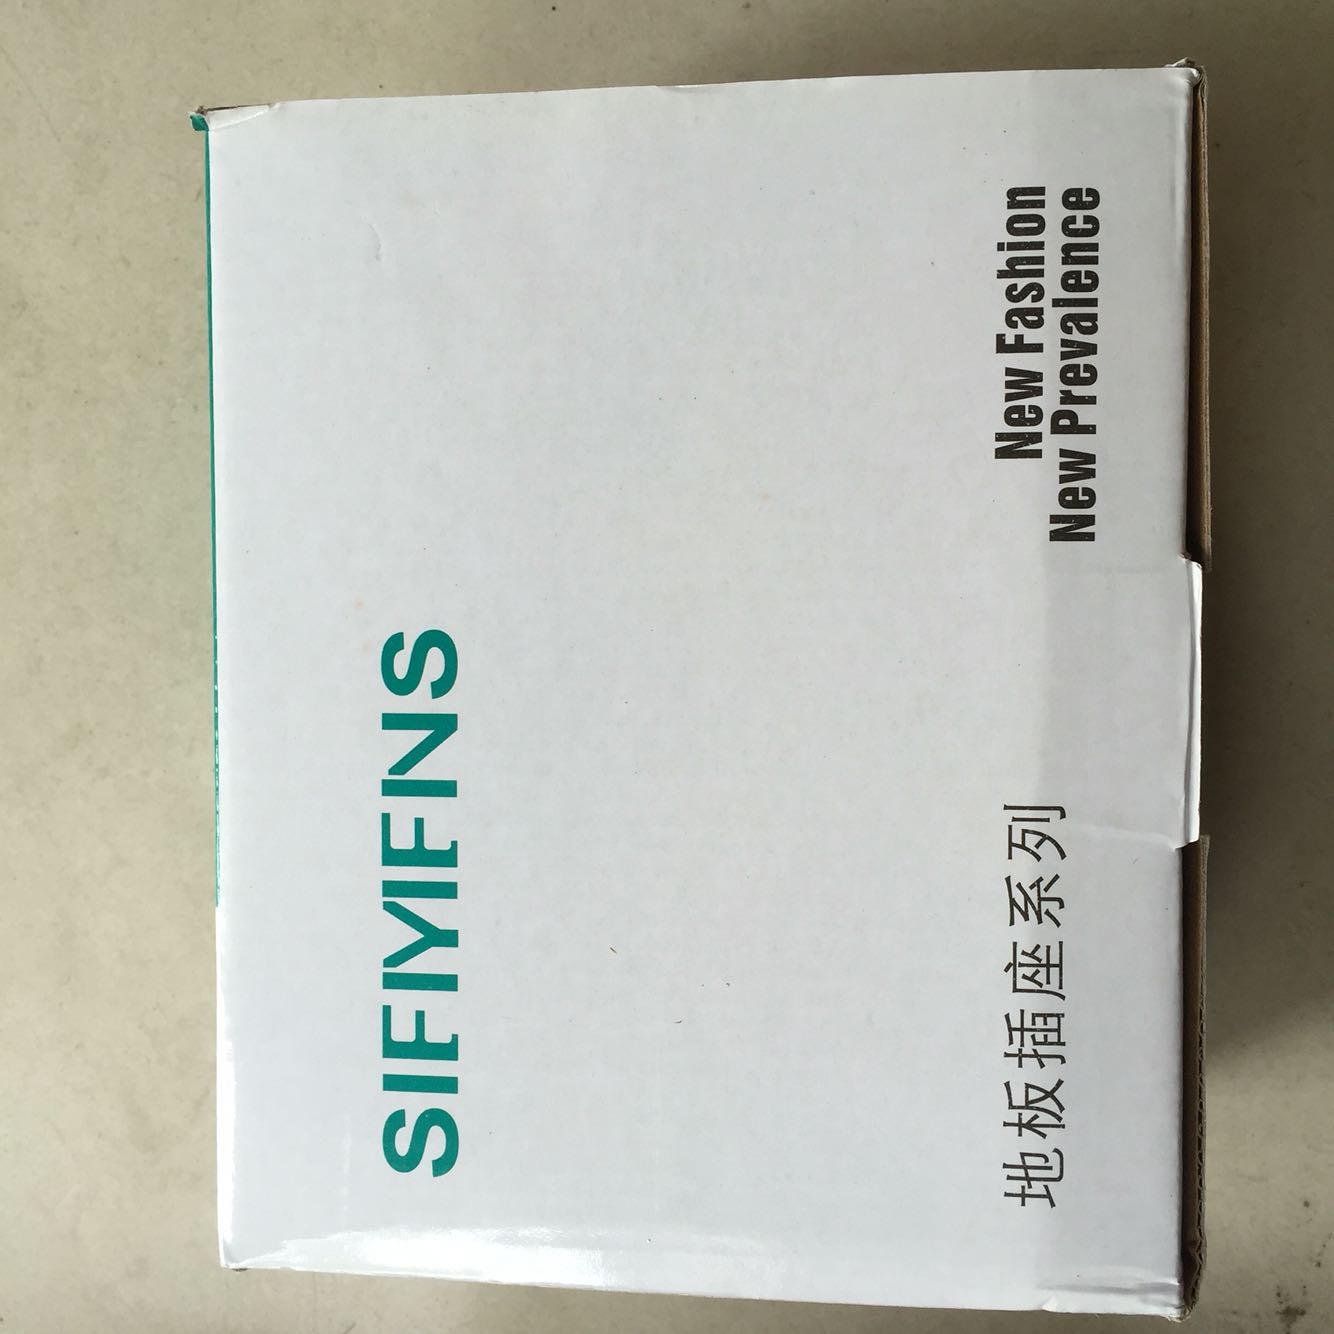 SIFIYIFNS
New Fashion
New Prevalence
地板插座系列